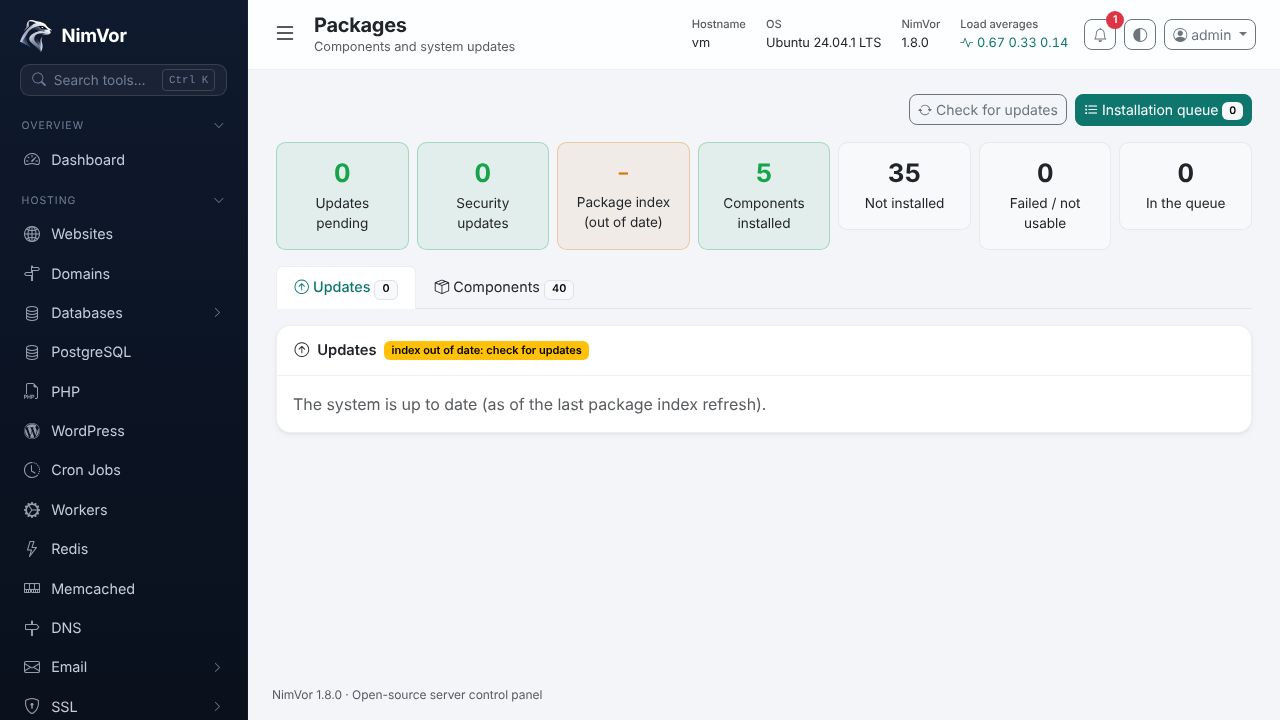 NimVor
Search tools...
Ctrl K
OVERVIEW
Dashboard
HOSTING
Websites
Domains
Databases
PostgreSQL
PHP
WordPress
Cron Jobs
Workers
Redis
Memcached
DNS
Email
SSL
Packages
Components and system updates
Hostname
vm
OS
Ubuntu 24.04.1 LTS
NimVor
1.8.0
Load averages
0.67 0.33 0.14
1
admin
Check for updates
Installation queue 0
0
Updates
pending
0
Security
updates
–
Package index
(out of date)
5
Components
installed
35
Not installed
0
Failed / not
usable
0
In the queue
Updates 0
Components 40
Updates index out of date: check for updates
The system is up to date (as of the last package index refresh).
NimVor 1.8.0 · Open-source server control panel